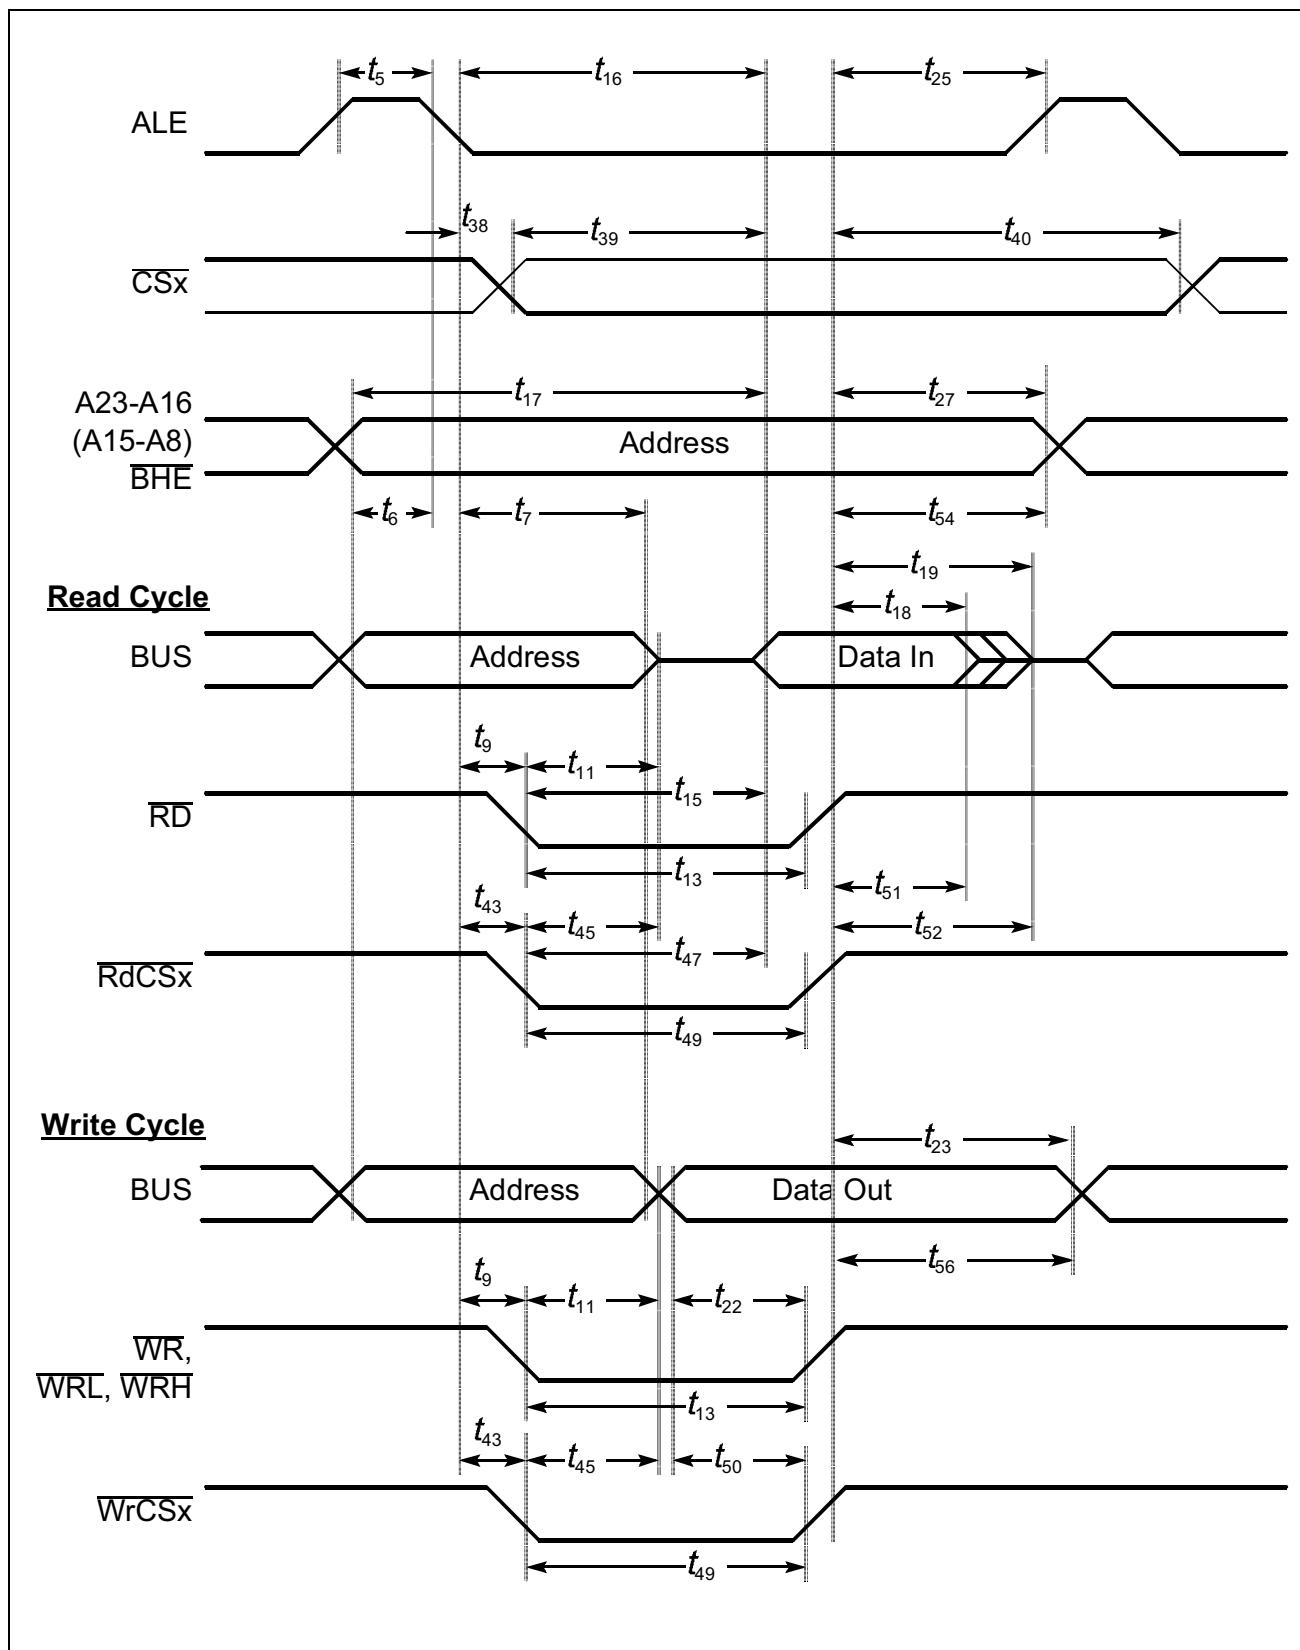 t5 t16 t25
ALE
t38 t39 t40
CSx
t17 t27
A23-A16
(A15-A8) Address
BHE
t6 t7 t54
t19
Read Cycle t18
BUS Address Data In
t9 t11
t15
RD
t13 t51
t43 t45 t52
t47
RdCSx
t49
Write Cycle
t23
BUS Address Data Out
t56
t9 t11 t22
WR,
WRL, WRH
t13
t43 t45 t50
WrCSx
t49